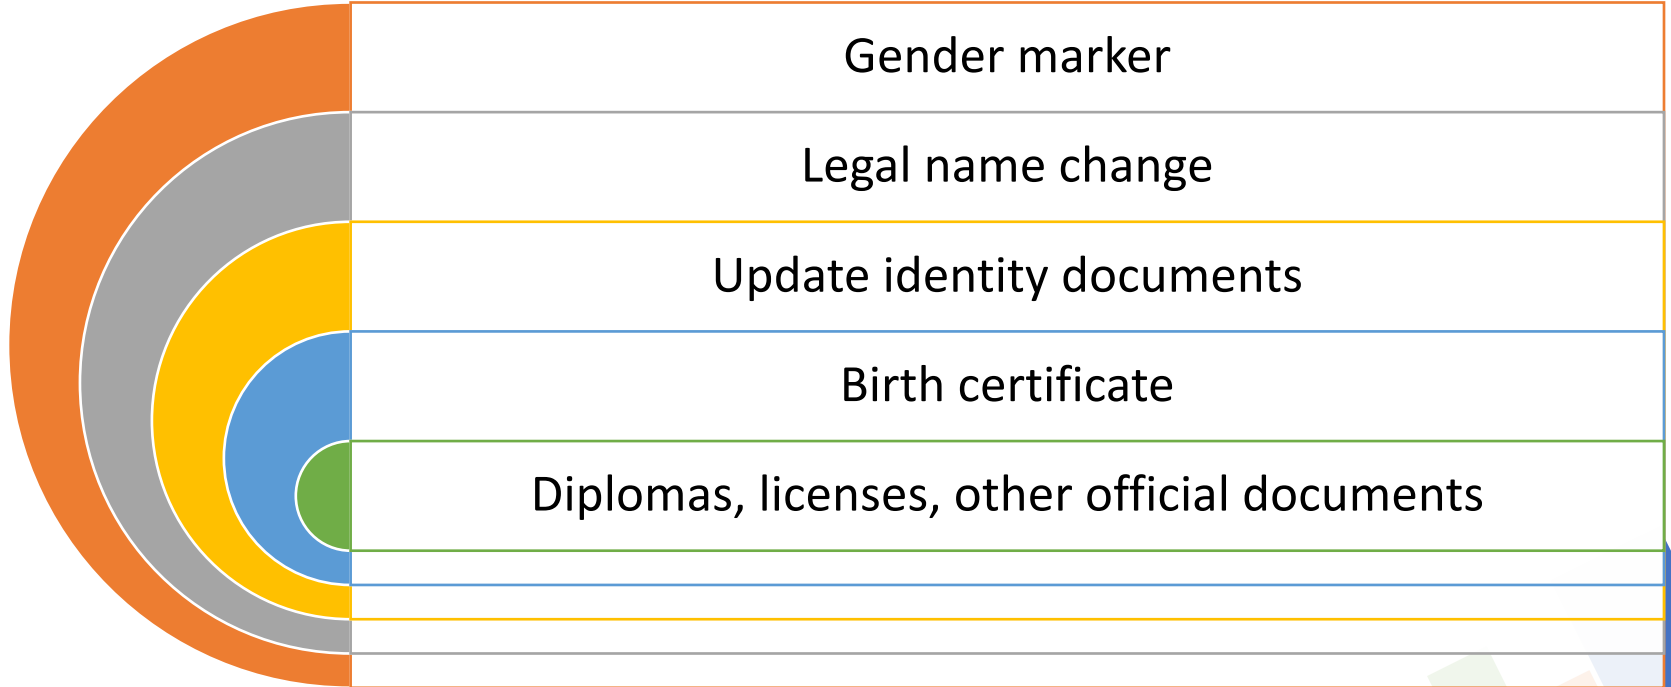 Gender marker
Legal name change
Update identity documents
Birth certificate
Diplomas, licenses, other official documents